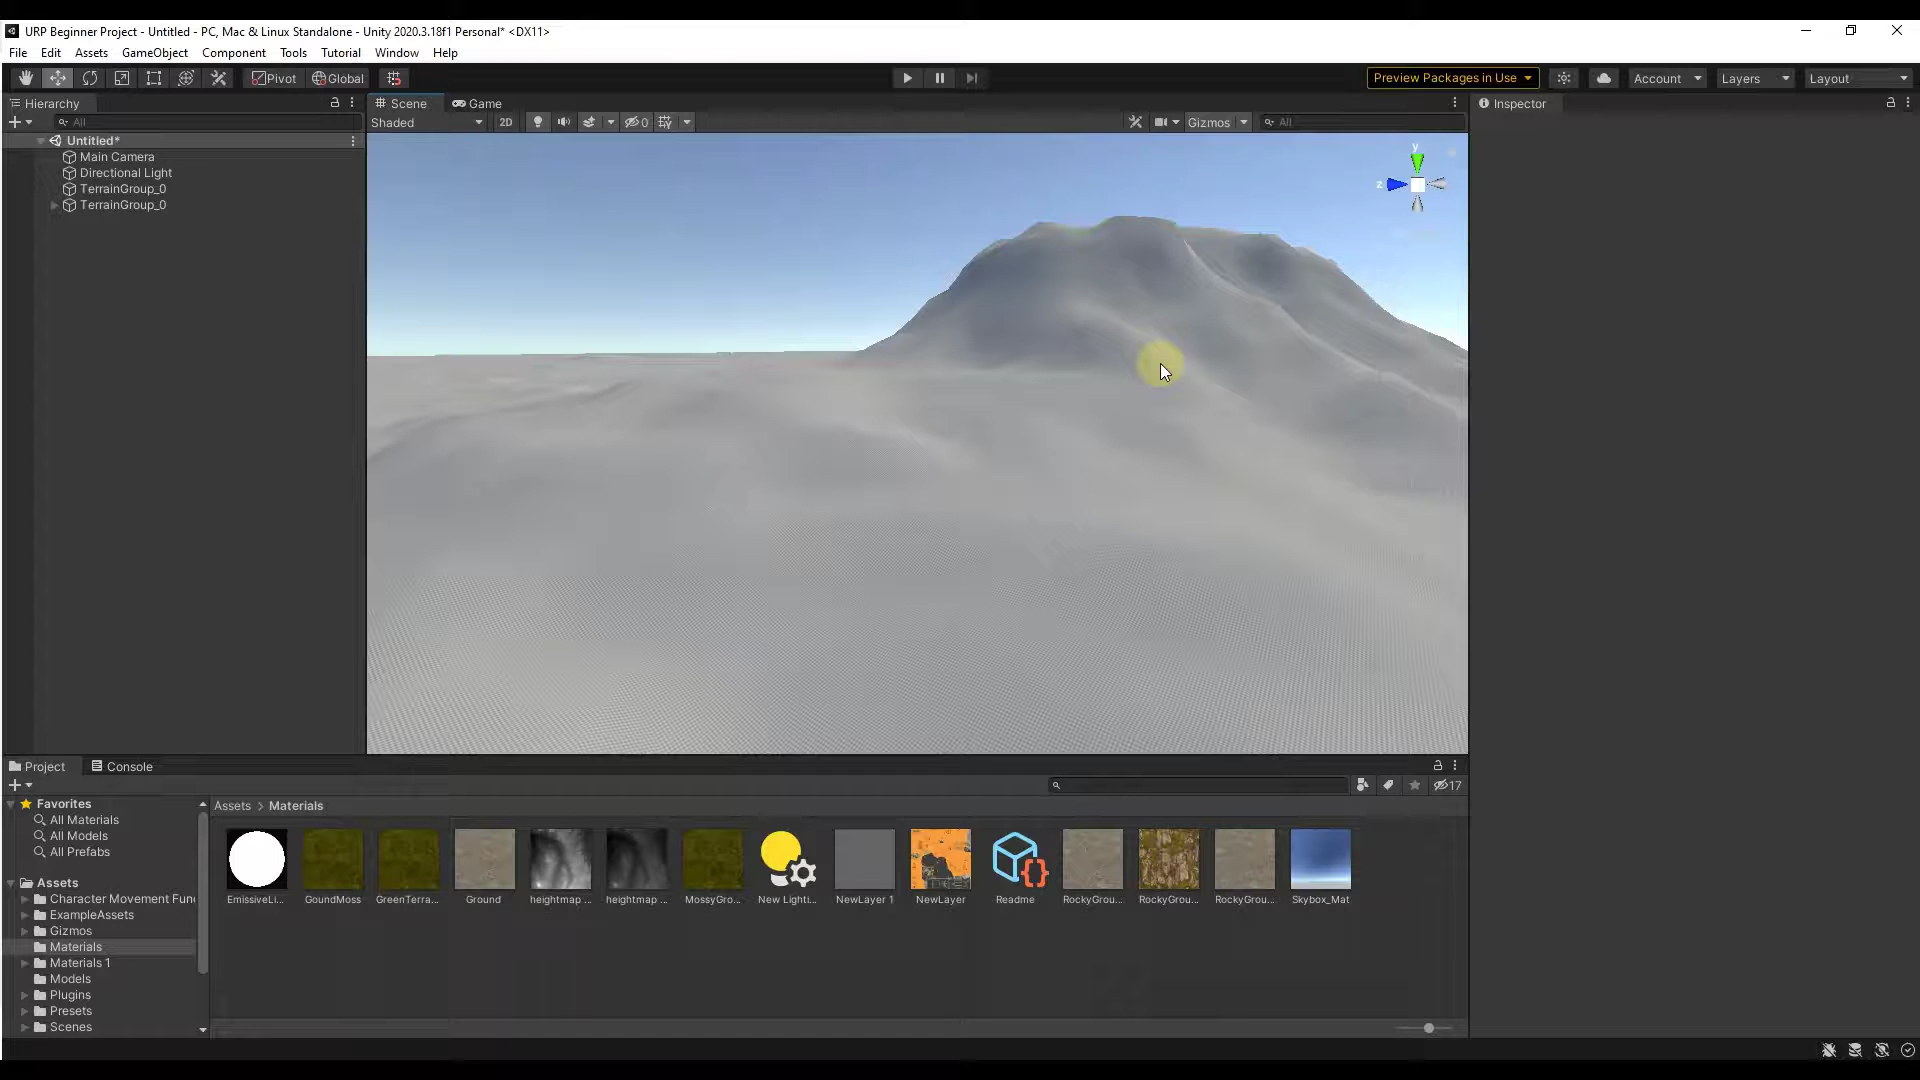 URP Beginner Project - Untitled - PC, Mac & Linux Standalone - Unity 2020.3.18f1 Personal* <DX11>
File Edit Assets GameObject Component Tools Tutorial Window Help
Pivot Global Preview Packages in Use Account Layers Layout
Hierarchy Scene Game Inspector
All Shaded 2D 0 Gizmos All
Untitled*
Main Camera
Directional Light
TerrainGroup_0
TerrainGroup_0
y
z
Project Console
17
Favorites
All Materials
All Models
All Prefabs
Assets
Character Movement Fun
ExampleAssets
Gizmos
Materials
Materials 1
Models
Plugins
Presets
Scenes
Assets > Materials
EmissiveLi... GoundMoss GreenTerra... Ground heightmap ... heightmap ... MossyGro... New Lighti... NewLayer 1 NewLayer Readme RockyGrou... RockyGrou... RockyGrou... Skybox_Mat